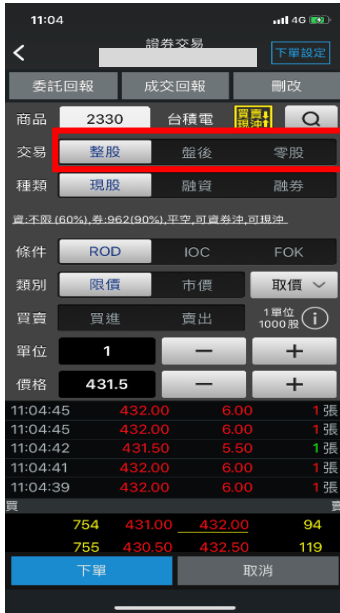 11:04 4G
證券交易 下單設定
委託回報 成交回報 刪改
商品 2330 台積電 買賣現沖
交易 整股 盤後 零股
種類 現股 融資 融券
資:不限(60%),券:962(90%),平空,可資券沖,可現沖
條件 ROD IOC FOK
類別 限價 市價 取價
買賣 買進 賣出 1單位 1000股 i
單位 1 － ＋
價格 431.5 － ＋
11:04:45 432.00 6.00 1張
11:04:45 432.00 6.00 1張
11:04:42 431.50 5.50 1張
11:04:41 432.00 6.00 1張
11:04:39 432.00 6.00 1張
買 賣
754 431.00 432.00 94
755 430.50 432.50 119
下單 取消